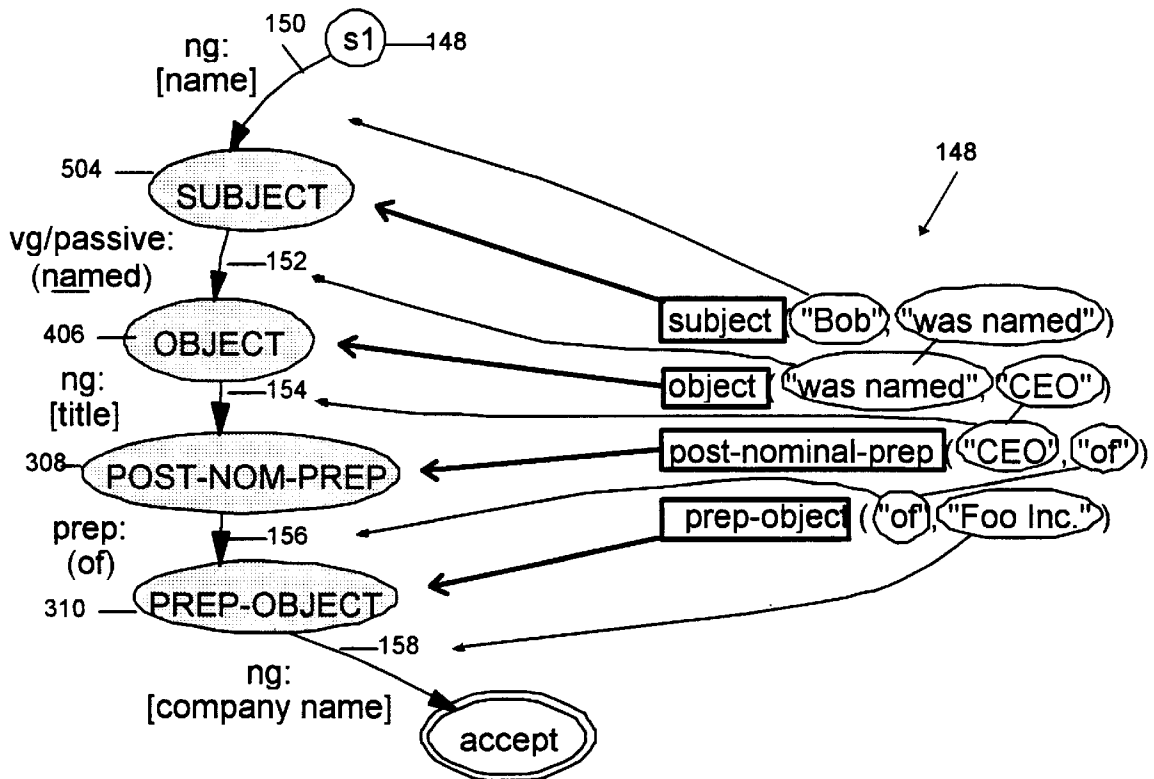 150
s1
148
ng:
[name]
504
SUBJECT
148
vg/passive:
(named)
152
subject ("Bob", "was named")
406
OBJECT
object ("was named", "CEO")
ng:
[title]
154
post-nominal-prep ("CEO", "of")
308
POST-NOM-PREP
prep-object ("of", "Foo Inc.")
prep:
(of)
156
310
PREP-OBJECT
158
ng:
[company name]
accept